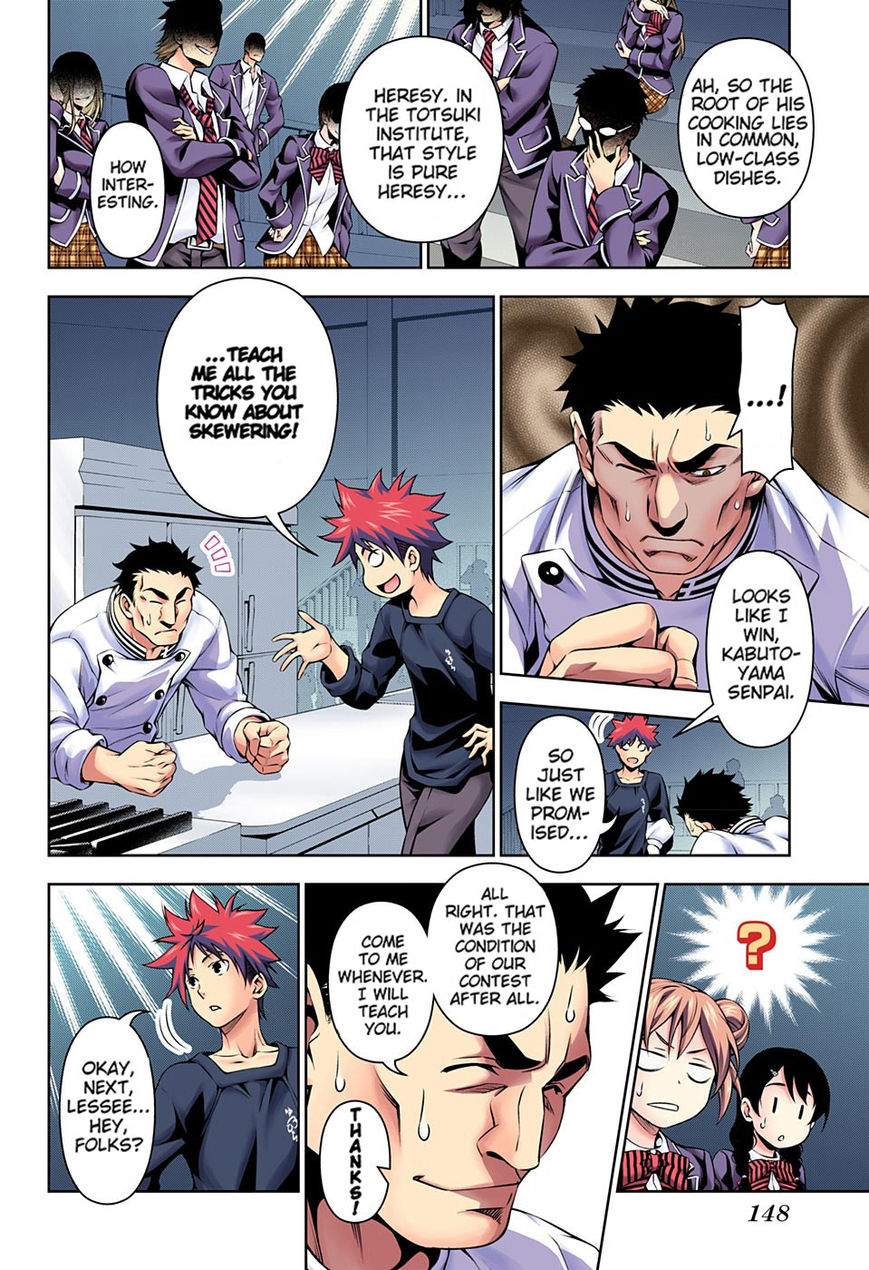 AH, SO THE
ROOT OF HIS
COOKING LIES
IN COMMON,
LOW-CLASS
DISHES.
HERESY. IN
THE TOTSUKI
INSTITUTE,
THAT STYLE
IS PURE
HERESY...
HOW
INTER-
ESTING.
...!
LOOKS
LIKE I
WIN,
KABUTO-
YAMA
SENPAI.
SO
JUST
LIKE WE
PROM-
ISED...
...TEACH
ME ALL THE
TRICKS YOU
KNOW ABOUT
SKEWERING!
?
ALL
RIGHT. THAT
WAS THE
CONDITION
OF OUR
CONTEST
AFTER ALL.
COME
TO ME
WHENEVER.
I WILL
TEACH
YOU.
THANKS!
OKAY,
NEXT,
LESSEE...
HEY,
FOLKS?
148